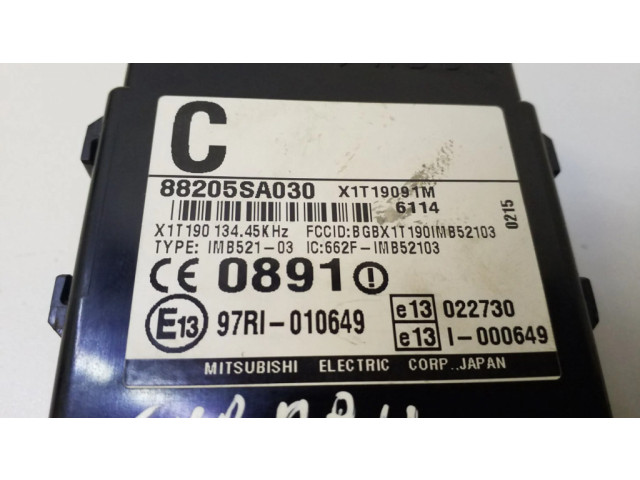 C
88205SA030 X1T19091M
6114
0215
X1T190 134.45KHz FCCID:BGBX1T190IMB52103
TYPE: IMB521-03 IC:662F-IMB52103
CE 0891
E13 97RI-010649
e13 022730
e13 I-000649
MITSUBISHI ELECTRIC CORP.,JAPAN